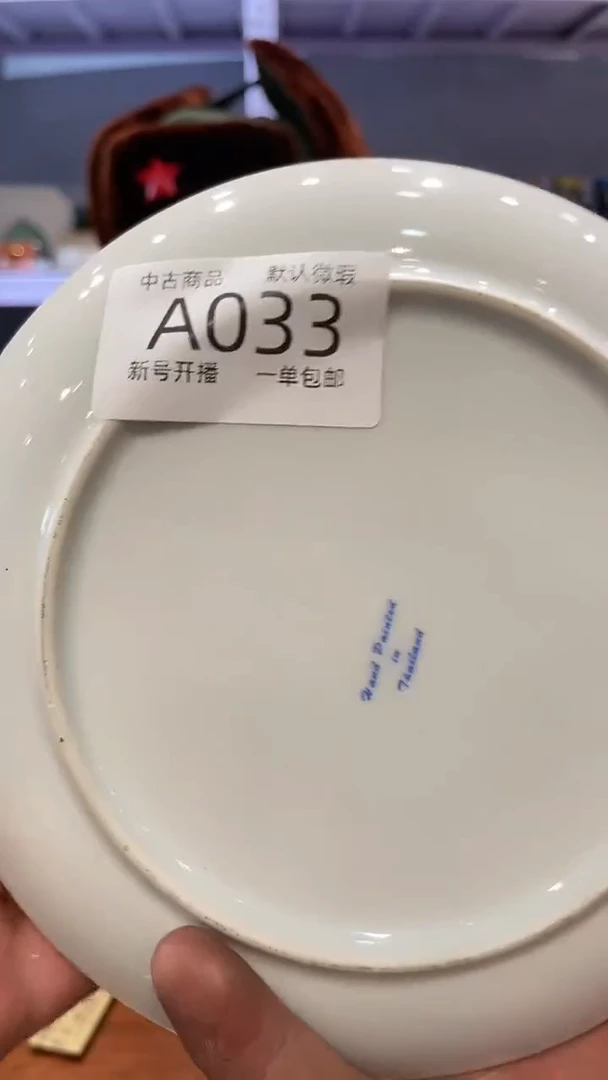 中古商品 默认微瑕
A033
新号开播 一单包邮
Hand Painted
in
Thailand